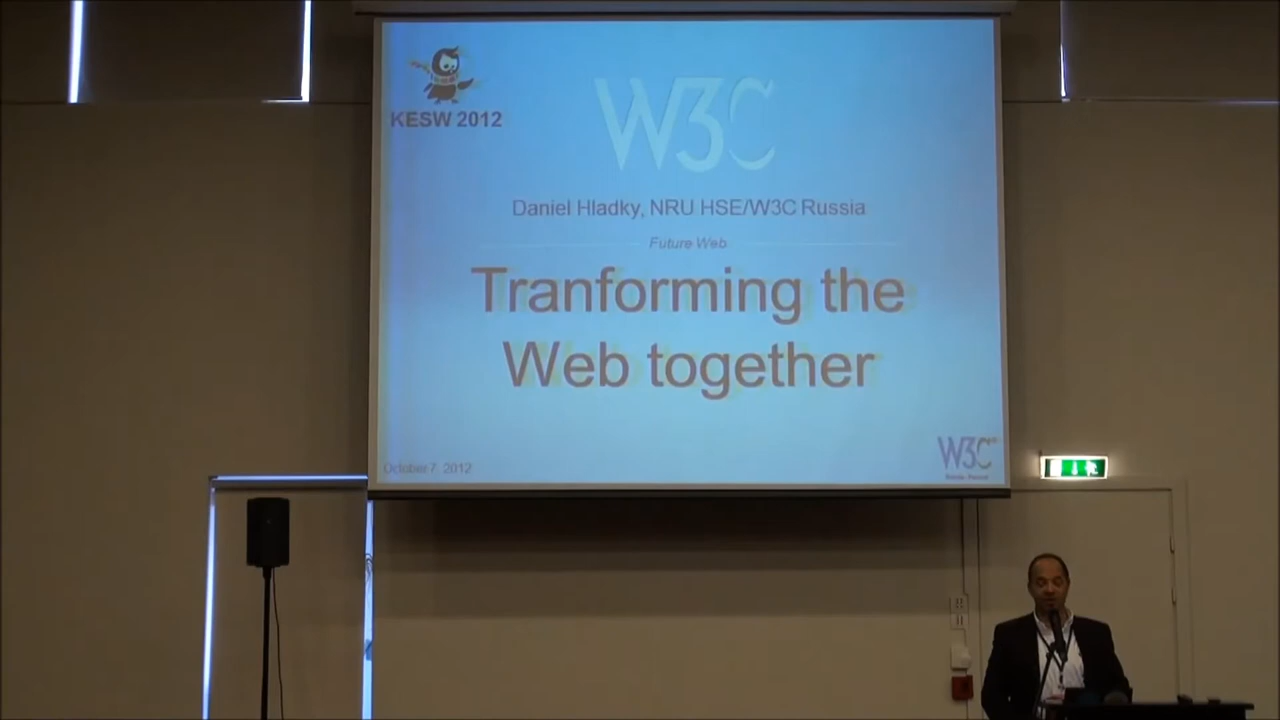 KESW 2012
W3C
Daniel Hladky, NRU HSE/W3C Russia
Future Web
Tranforming the
Web together
October 7, 2012
W3C